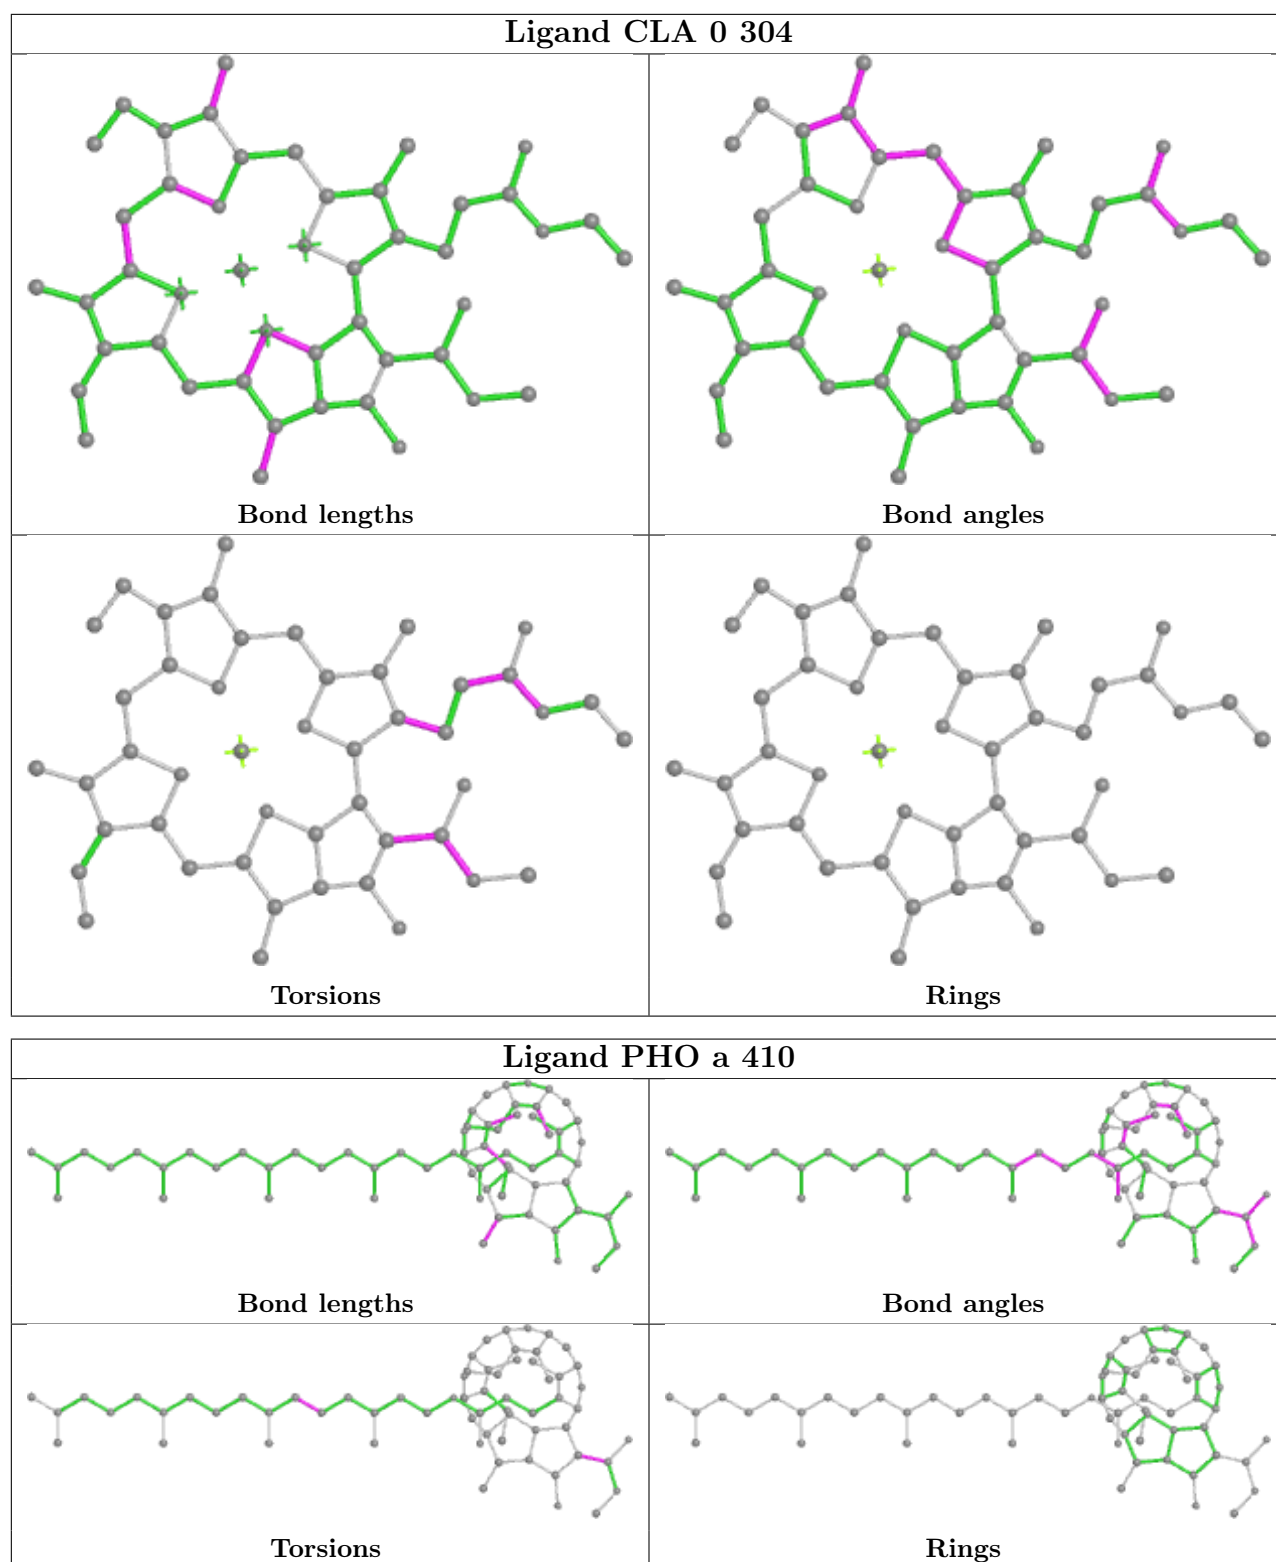 Ligand CLA 0 304
Bond lengths
Bond angles
Torsions
Rings
Ligand PHO a 410
Bond lengths
Bond angles
Torsions
Rings